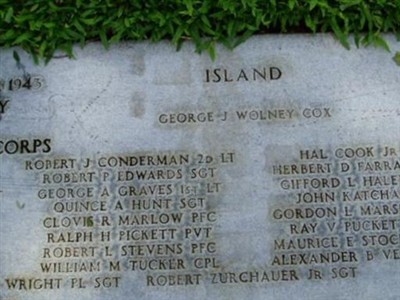 1943
ISLAND
GEORGE J WOLNEY COX
CORPS
ROBERT J CONDERMAN 2D LT
ROBERT P EDWARDS SGT
GEORGE A GRAVES 1ST LT
QUINCE A HUNT SGT
CLOVIS R MARLOW PFC
RALPH H PICKETT PVT
ROBERT L STEVENS PFC
WILLIAM M TUCKER CPL
HAL COOK JR
HERBERT D FARRA
GIFFORD L HALE
JOHN KATCHA
GORDON L MARS
RAY V PUCKET
MAURICE E STOC
ALEXANDER B VE
WRIGHT FL SGT ROBERT ZURCHAUER JR SGT